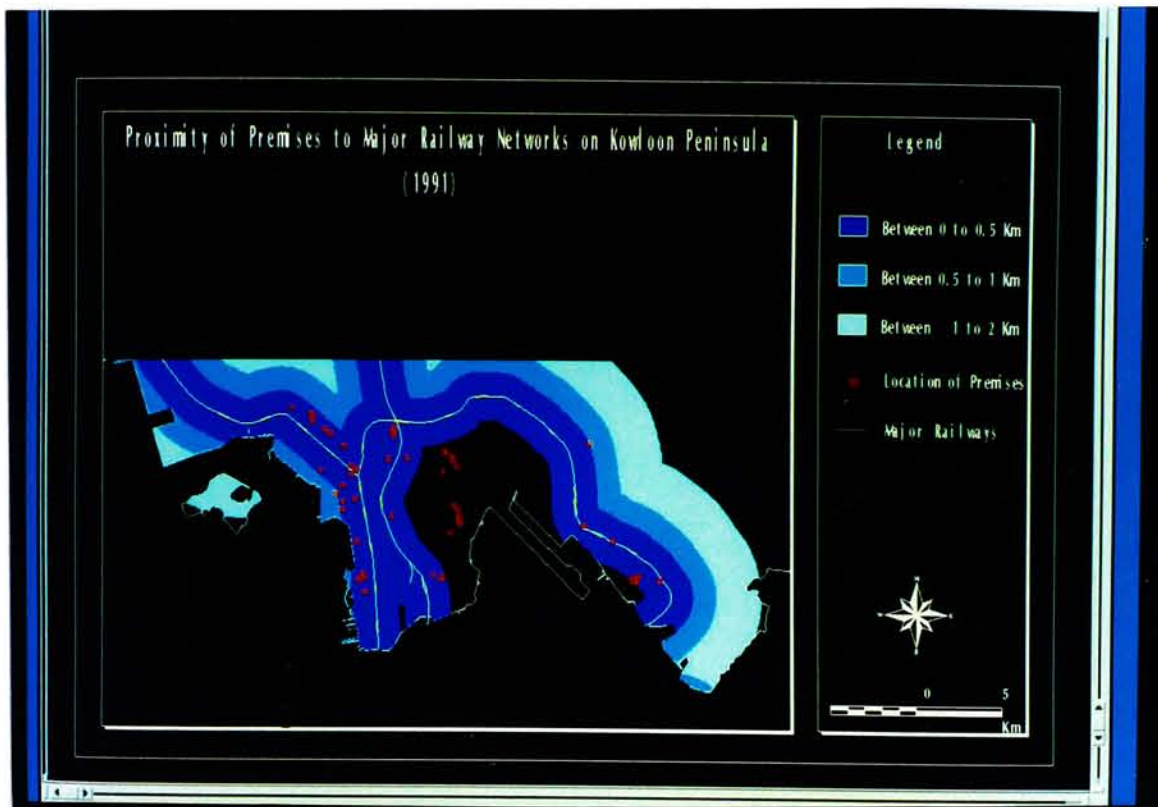 Proximity of Premises to Major Railway Networks on Kowloon Peninsula
(1991)
Legend
Between 0 to 0.5 Km
Between 0.5 to 1 Km
Between 1 to 2 Km
Location of Premises
Major Railways
N
W E
S
0 5
Km